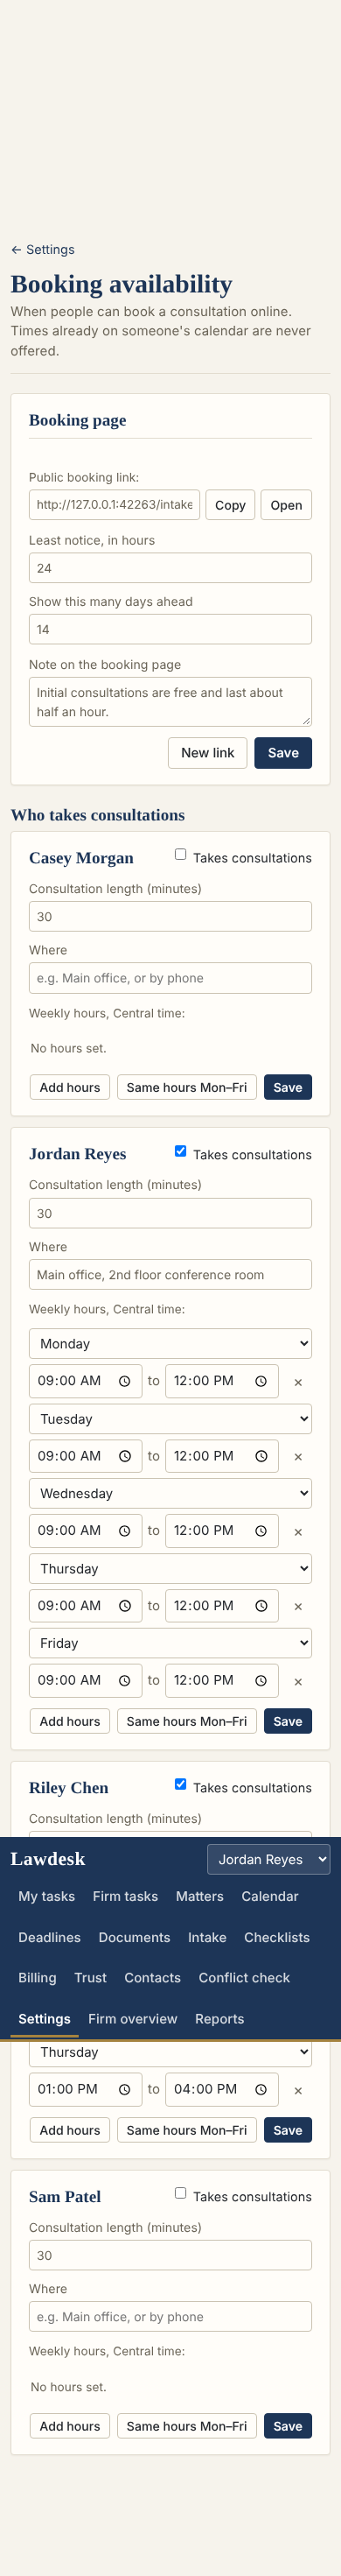 ← Settings
Booking availability
When people can book a consultation online.
Times already on someone's calendar are never
offered.
Booking page
Public booking link:
http://127.0.0.1:42263/intake Copy Open
Least notice, in hours
24
Show this many days ahead
14
Note on the booking page
Initial consultations are free and last about
half an hour.
New link Save
Who takes consultations
Casey Morgan Takes consultations
Consultation length (minutes)
30
Where
e.g. Main office, or by phone
Weekly hours, Central time:
No hours set.
Add hours Same hours Mon–Fri Save
Jordan Reyes Takes consultations
Consultation length (minutes)
30
Where
Main office, 2nd floor conference room
Weekly hours, Central time:
Monday
09:00 AM to 12:00 PM ×
Tuesday
09:00 AM to 12:00 PM ×
Wednesday
09:00 AM to 12:00 PM ×
Thursday
09:00 AM to 12:00 PM ×
Friday
09:00 AM to 12:00 PM ×
Add hours Same hours Mon–Fri Save
Riley Chen Takes consultations
Consultation length (minutes)
Lawdesk Jordan Reyes
My tasks Firm tasks Matters Calendar
Deadlines Documents Intake Checklists
Billing Trust Contacts Conflict check
Settings Firm overview Reports
Thursday
01:00 PM to 04:00 PM ×
Add hours Same hours Mon–Fri Save
Sam Patel Takes consultations
Consultation length (minutes)
30
Where
e.g. Main office, or by phone
Weekly hours, Central time:
No hours set.
Add hours Same hours Mon–Fri Save